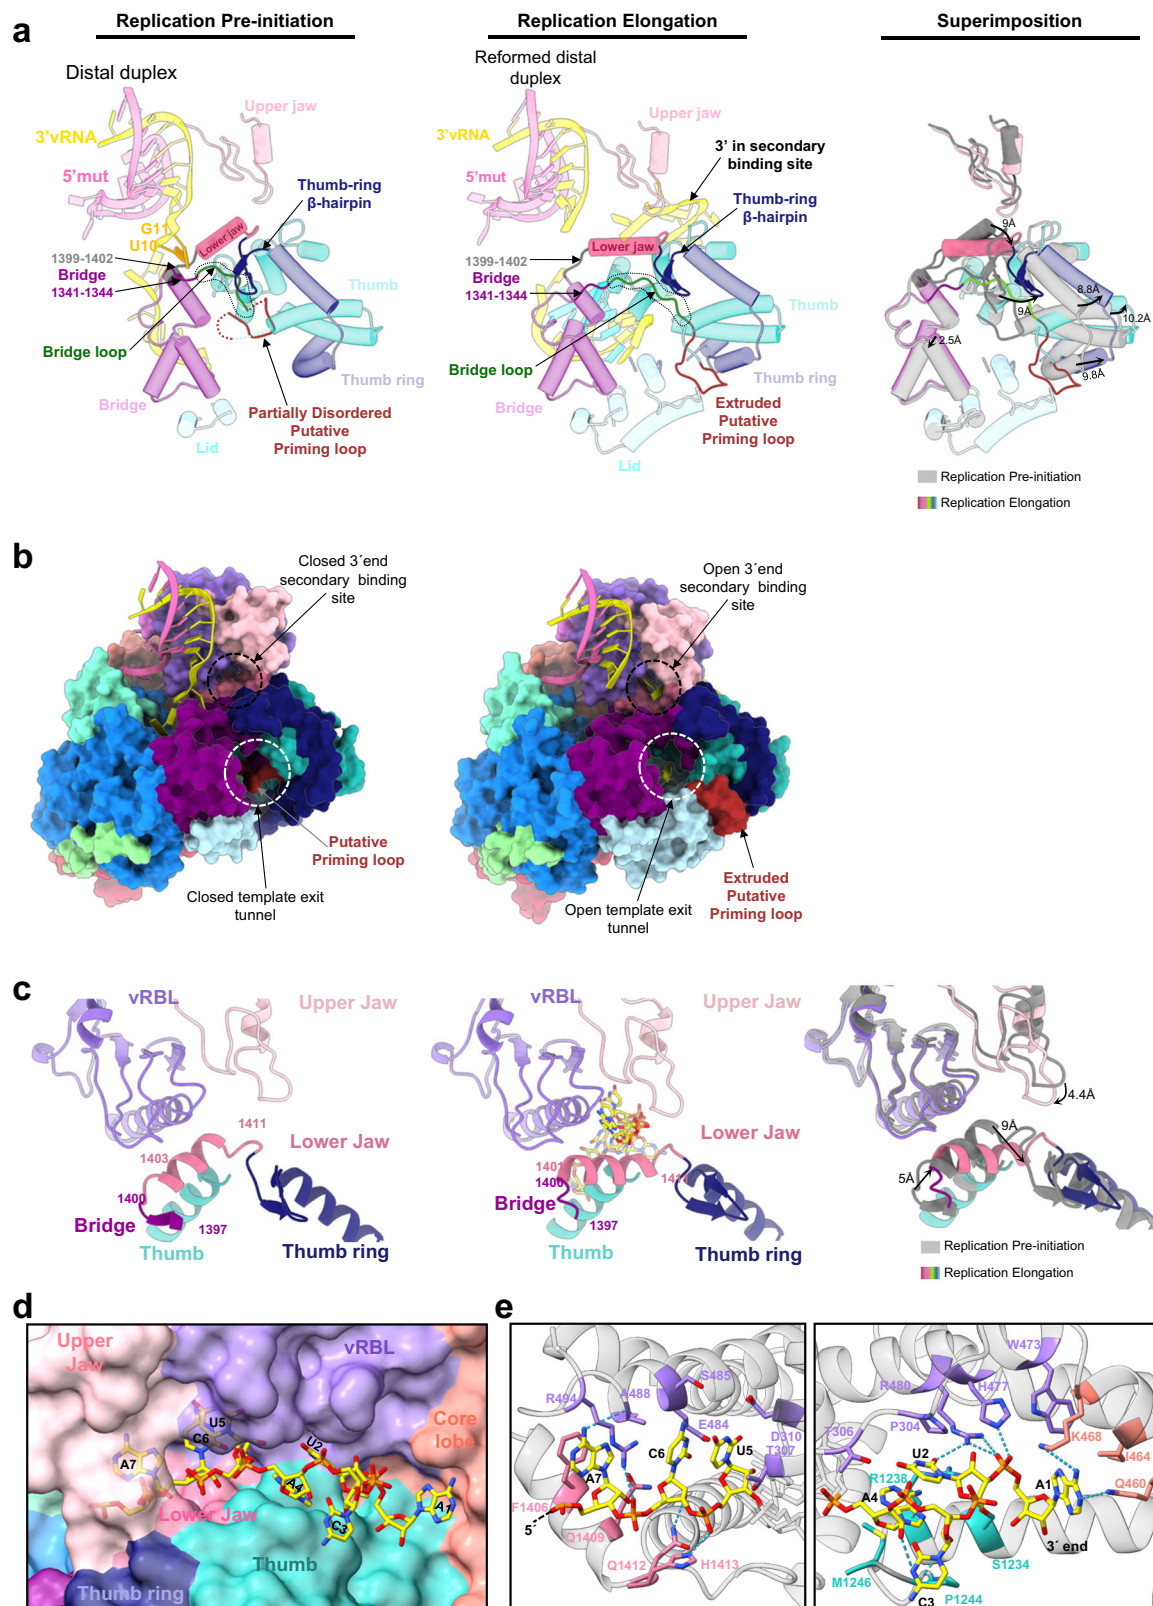 a
Replication Pre-initiation
Replication Elongation
Superimposition
Distal duplex
Upper jaw
3'vRNA
5'mut
Thumb-ring
β-hairpin
G11
U10
Lower jaw
1399-1402
Bridge
1341-1344
Thumb
Bridge loop
Thumb ring
Bridge
Partially Disordered
Putative
Priming loop
Lid
Reformed distal
duplex
Upper jaw
3'vRNA
3' in secondary
binding site
5'mut
Thumb-ring
β-hairpin
Lower jaw
1399-1402
Bridge
1341-1344
Thumb
Bridge loop
Thumb ring
Bridge
Extruded
Putative
Priming loop
Lid
9Å
8.8Å
9Å
10.2Å
2.5Å
9.8Å
Replication Pre-initiation
Replication Elongation
b
Closed 3´end
secondary binding
site
Putative
Priming loop
Closed template exit
tunnel
Open 3´end
secondary binding
site
Extruded
Putative
Priming loop
Open template exit
tunnel
c
vRBL
Upper Jaw
1411
Lower Jaw
1403
1400
Bridge
1397
Thumb
Thumb ring
vRBL
Upper Jaw
Lower Jaw
1401
1400
1411
Bridge
1397
Thumb
Thumb ring
4.4Å
9Å
5Å
Replication Pre-initiation
Replication Elongation
d
Upper
Jaw
vRBL
U5
C6
U2
Core
lobe
A7
A4
A1
Lower Jaw
C3
Thumb
Thumb ring
e
S485
R494
A488
E484
D310
T307
C6
U5
A7
F1406
5´
Q1409
Q1412
H1413
W473
R480
H477
P304
K468
T306
I464
U2
R1238
A1
Q460
A4
3´ end
S1234
M1246
P1244
C3